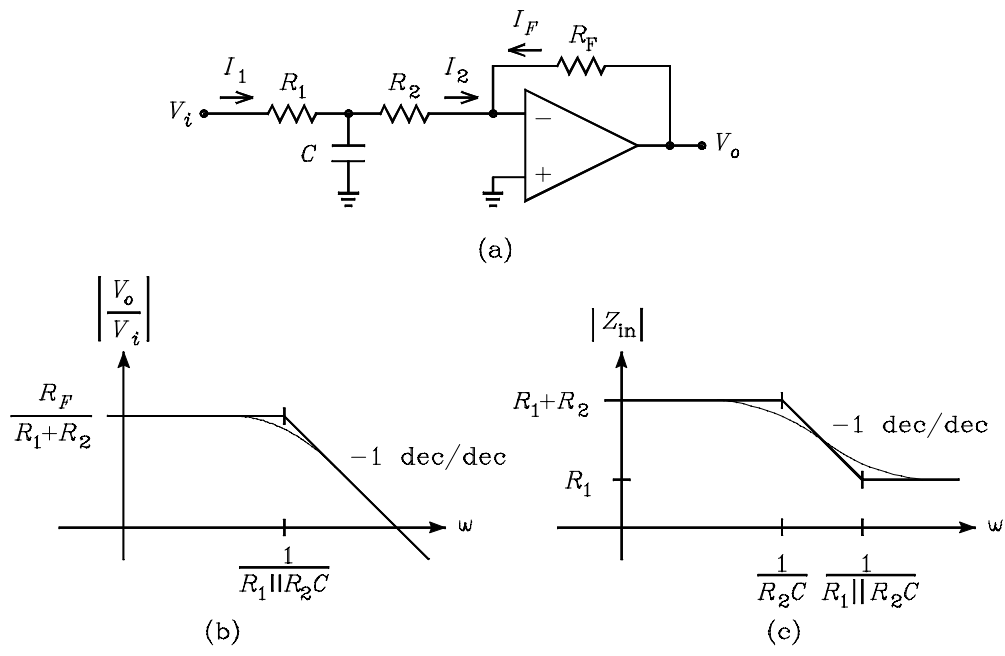 I_F
R_F
I_1
R_1
R_2
I_2
V_i
C
−
+
V_o
(a)
|V_o/V_i|
R_F/(R_1+R_2)
−1 dec/dec
ω
1/(R_1||R_2C)
(b)
|Z_in|
R_1+R_2
−1 dec/dec
R_1
ω
1/(R_2C)
1/(R_1||R_2C)
(c)